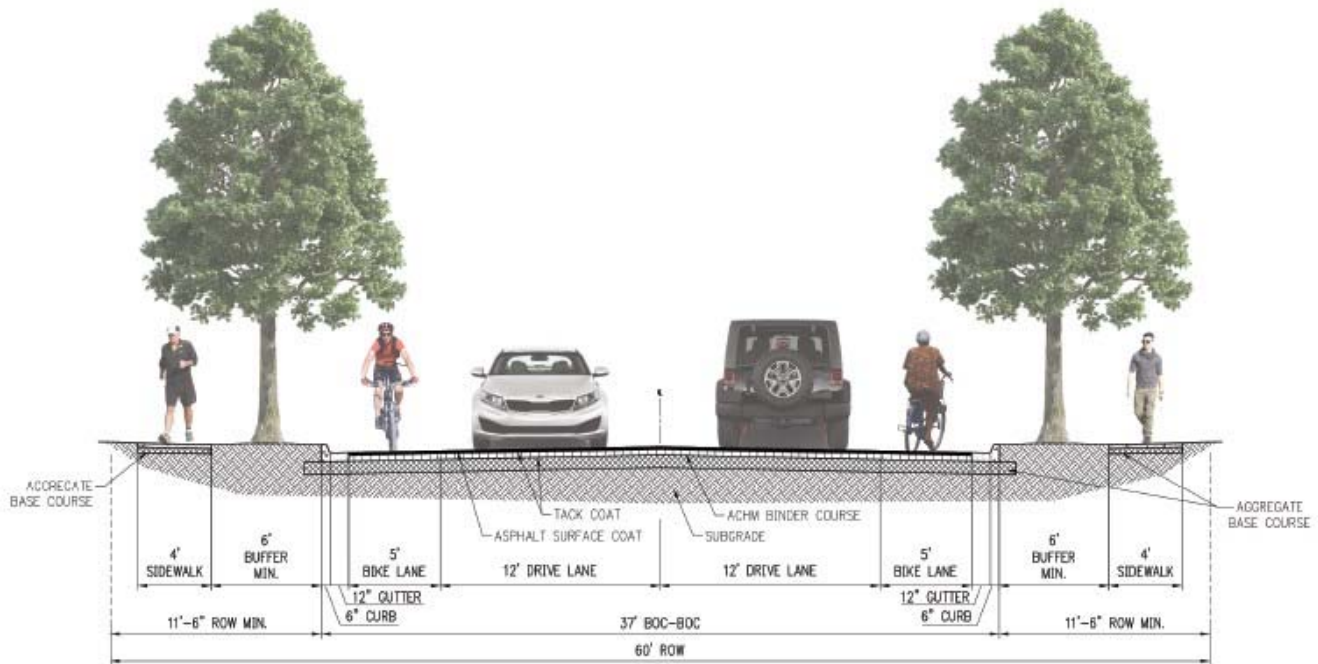 ℄
AGGREGATE
BASE COURSE
TACK COAT
ASPHALT SURFACE COAT
ACHM BINDER COURSE
SUBGRADE
AGGREGATE
BASE COURSE
4'
SIDEWALK
6'
BUFFER
MIN.
5'
BIKE LANE
12' DRIVE LANE
12' DRIVE LANE
5'
BIKE LANE
6'
BUFFER
MIN.
4'
SIDEWALK
12" GUTTER
6" CURB
12" GUTTER
6" CURB
11'-6" ROW MIN.
37' BOC-BOC
11'-6" ROW MIN.
60' ROW